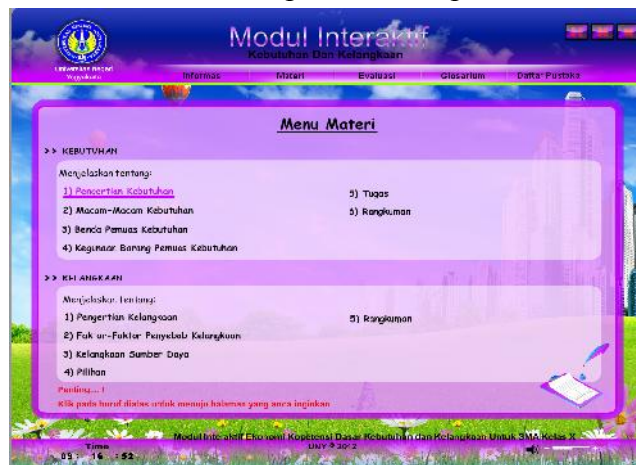 Modul Interaktif
Kebutuhan Dan Kelangkaan
Universitas Negeri
Yogyakarta
Informasi Materi Evaluasi Glosarium Daftar Pustaka
Menu Materi
>> KEBUTUHAN
Menjelaskan tentang:
1) Pengertian Kebutuhan
2) Macam-Macam Kebutuhan
3) Benda Pemuas Kebutuhan
4) Kegunaan Barang Pemuas Kebutuhan
5) Tugas
6) Rangkuman
>> KELANGKAAN
Menjelaskan tentang:
1) Pengertian Kelangkaan
2) Faktor-Faktor Penyebab Kelangkaan
3) Kelangkaan Sumber Daya
4) Pilihan
5) Rangkuman
Penting... !
Klik pada huruf diatas untuk menuju halaman yang anda inginkan
Modul Interaktif Ekonomi Kopetensi Dasar Kebutuhan dan Kelangkaan Untuk SMA Kelas X
Time
09 : 16 : 52
UNY © 2012